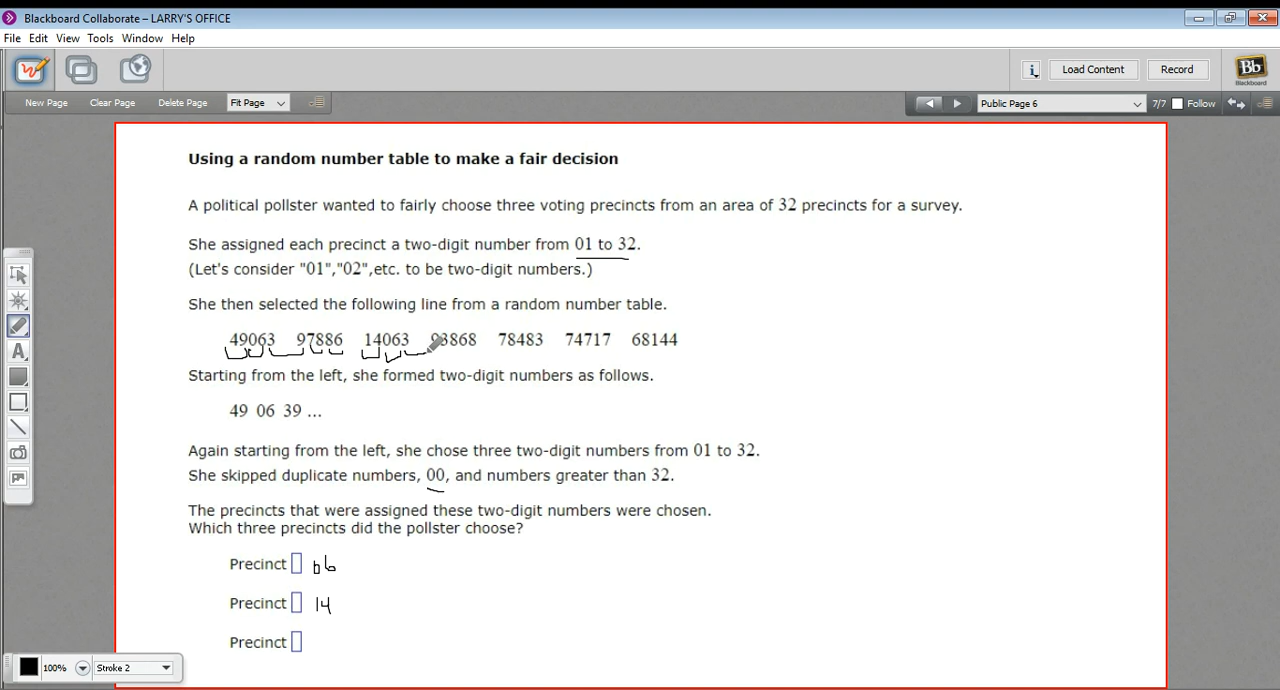 Blackboard Collaborate – LARRY'S OFFICE
File Edit View Tools Window Help
i Load Content Record Bb
Blackboard
New Page Clear Page Delete Page Fit Page Public Page 6 7/7 Follow
Using a random number table to make a fair decision
A political pollster wanted to fairly choose three voting precincts from an area of 32 precincts for a survey.
She assigned each precinct a two-digit number from 01 to 32.
(Let's consider "01","02",etc. to be two-digit numbers.)
She then selected the following line from a random number table.
49063 97886 14063 93868 78483 74717 68144
Starting from the left, she formed two-digit numbers as follows.
49 06 39 ...
Again starting from the left, she chose three two-digit numbers from 01 to 32.
She skipped duplicate numbers, 00, and numbers greater than 32.
The precincts that were assigned these two-digit numbers were chosen.
Which three precincts did the pollster choose?
Precinct 06
Precinct 14
Precinct
A
100% Stroke 2